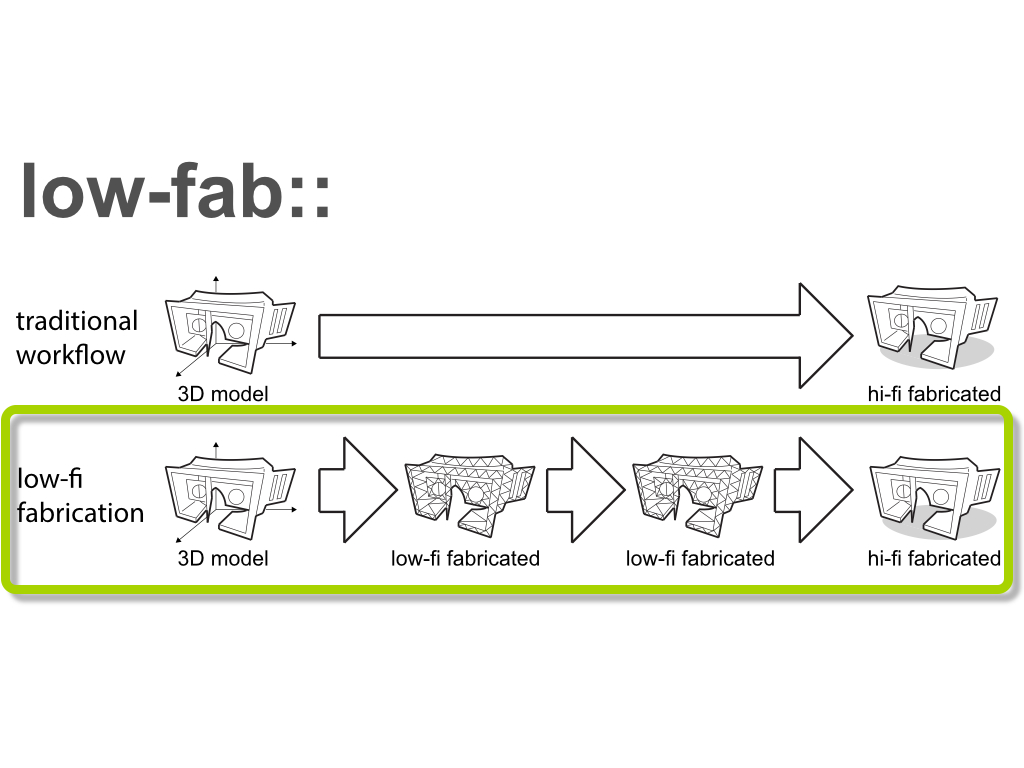 low-fab::
traditional
workflow
3D model
hi-fi fabricated
low-fi
fabrication
3D model
low-fi fabricated
low-fi fabricated
hi-fi fabricated